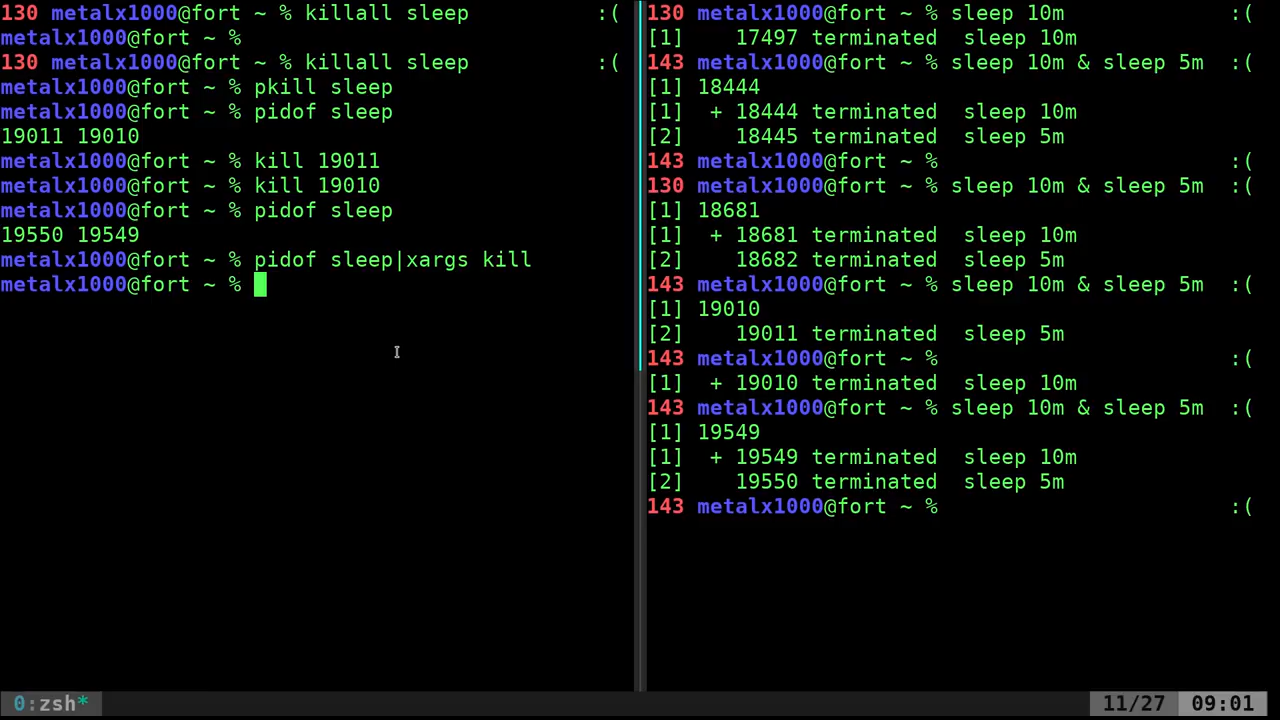 130 metalx1000@fort ~ % killall sleep :(
metalx1000@fort ~ %
130 metalx1000@fort ~ % killall sleep :(
metalx1000@fort ~ % pkill sleep
metalx1000@fort ~ % pidof sleep
19011 19010
metalx1000@fort ~ % kill 19011
metalx1000@fort ~ % kill 19010
metalx1000@fort ~ % pidof sleep
19550 19549
metalx1000@fort ~ % pidof sleep|xargs kill
metalx1000@fort ~ %
130 metalx1000@fort ~ % sleep 10m :(
[1] 17497 terminated sleep 10m
143 metalx1000@fort ~ % sleep 10m & sleep 5m :(
[1] 18444
[1] + 18444 terminated sleep 10m
[2] 18445 terminated sleep 5m
143 metalx1000@fort ~ % :(
130 metalx1000@fort ~ % sleep 10m & sleep 5m :(
[1] 18681
[1] + 18681 terminated sleep 10m
[2] 18682 terminated sleep 5m
143 metalx1000@fort ~ % sleep 10m & sleep 5m :(
[1] 19010
[2] 19011 terminated sleep 5m
143 metalx1000@fort ~ % :(
[1] + 19010 terminated sleep 10m
143 metalx1000@fort ~ % sleep 10m & sleep 5m :(
[1] 19549
[1] + 19549 terminated sleep 10m
[2] 19550 terminated sleep 5m
143 metalx1000@fort ~ % :(
0:zsh* 11/27 09:01